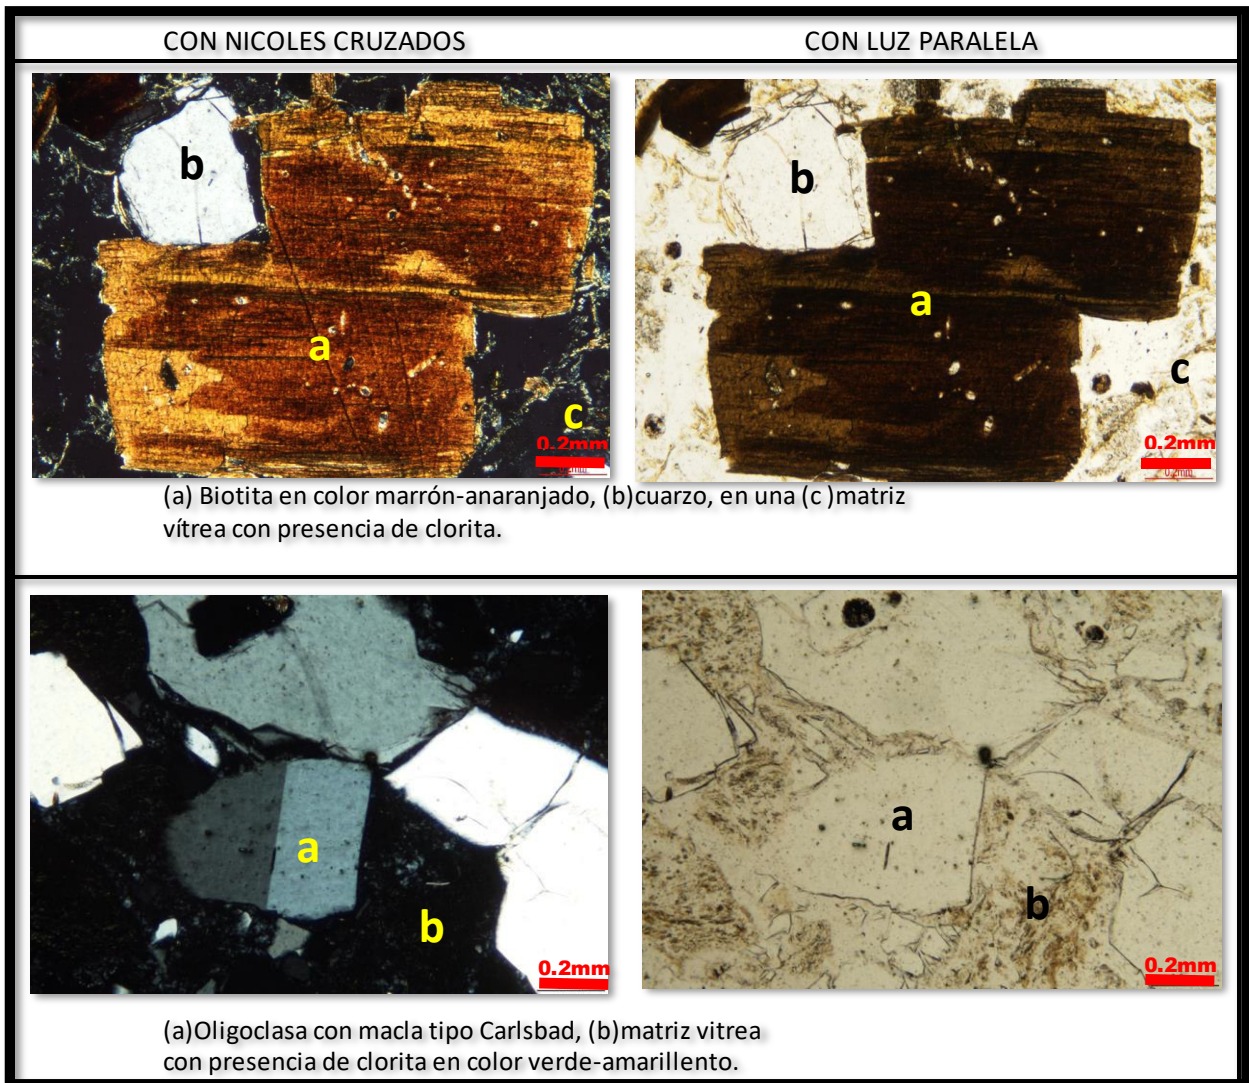 CON NICOLES CRUZADOS
CON LUZ PARALELA
b
a
c
0.2mm
b
a
c
0.2mm
0.2mm
(a) Biotita en color marrón-anaranjado, (b)cuarzo, en una (c )matriz
vítrea con presencia de clorita.
a
b
0.2mm
a
b
0.2mm
(a)Oligoclasa con macla tipo Carlsbad, (b)matriz vitrea
con presencia de clorita en color verde-amarillento.